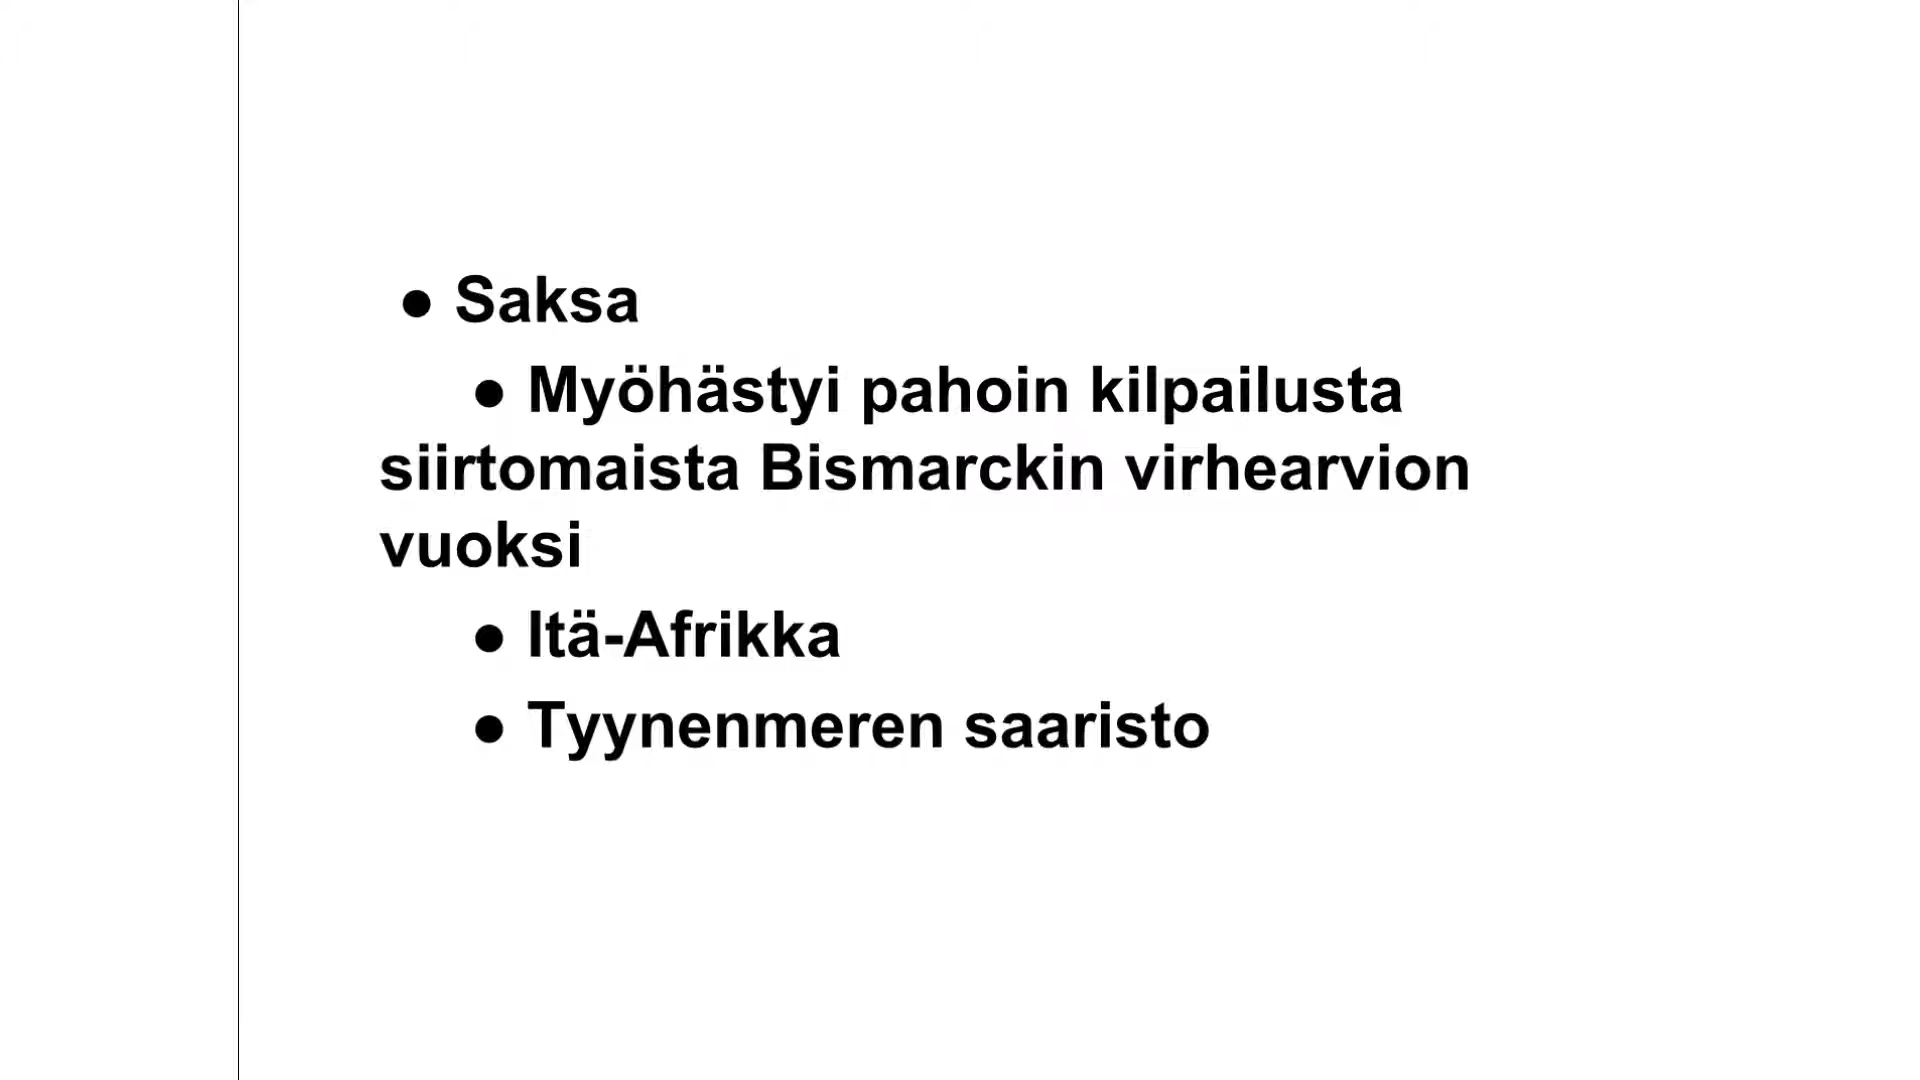 ● Saksa
● Myöhästyi pahoin kilpailusta
siirtomaista Bismarckin virhearvion
vuoksi
● Itä-Afrikka
● Tyynenmeren saaristo